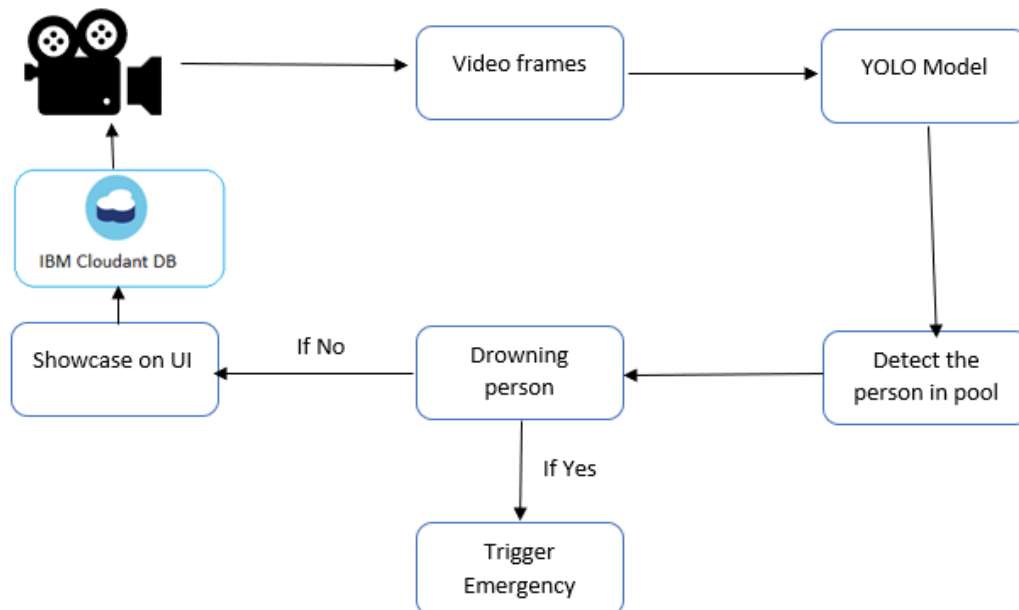 Video frames
YOLO Model
IBM Cloudant DB
Showcase on UI
If No
Drowning
person
Detect the
person in pool
If Yes
Trigger
Emergency